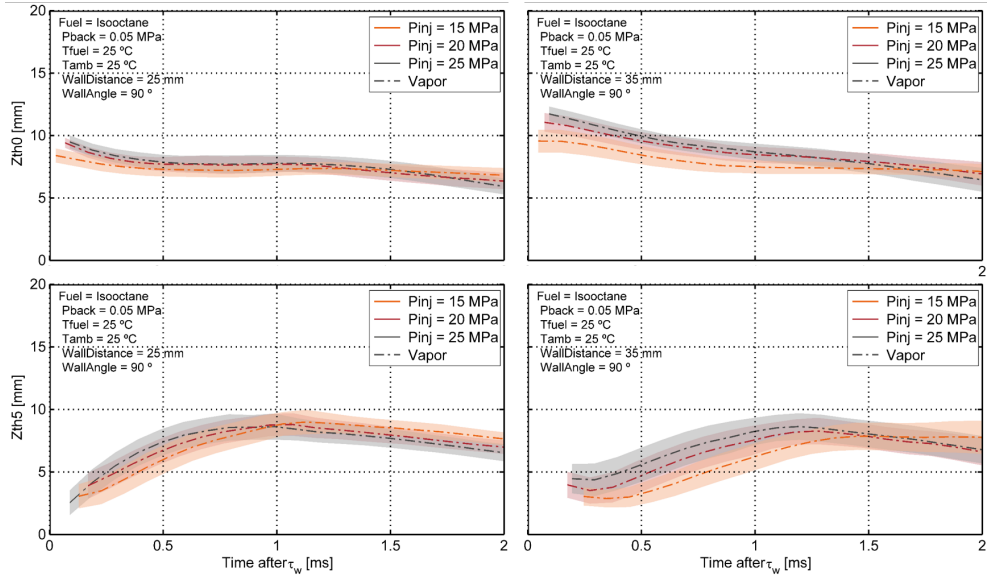 20
15
10
5
0
Zth0 [mm]
Fuel = Isooctane
Pback = 0.05 MPa
Tfuel = 25 ºC
Tamb = 25 ºC
WallDistance = 25 mm
WallAngle = 90 º
Pinj = 15 MPa
Pinj = 20 MPa
Pinj = 25 MPa
Vapor
Fuel = Isooctane
Pback = 0.05 MPa
Tfuel = 25 ºC
Tamb = 25 ºC
WallDistance = 35 mm
WallAngle = 90 º
Pinj = 15 MPa
Pinj = 20 MPa
Pinj = 25 MPa
Vapor
2
20
15
10
5
0
Zth5 [mm]
Fuel = Isooctane
Pback = 0.05 MPa
Tfuel = 25 ºC
Tamb = 25 ºC
WallDistance = 25 mm
WallAngle = 90 º
Pinj = 15 MPa
Pinj = 20 MPa
Pinj = 25 MPa
Vapor
0 0.5 1 1.5 2
Time after τw [ms]
Fuel = Isooctane
Pback = 0.05 MPa
Tfuel = 25 ºC
Tamb = 25 ºC
WallDistance = 35 mm
WallAngle = 90 º
Pinj = 15 MPa
Pinj = 20 MPa
Pinj = 25 MPa
Vapor
0 0.5 1 1.5 2
Time after τw [ms]